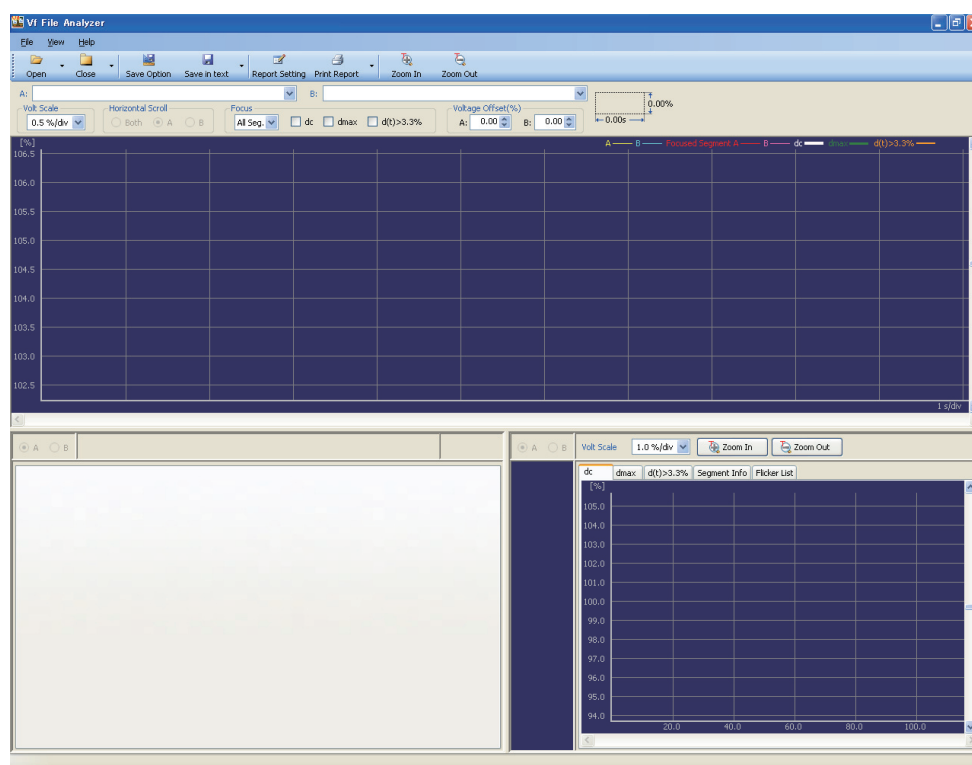 Vf File Analyzer
File View Help
Open Close Save Option Save in text Report Setting Print Report Zoom In Zoom Out
A: B:
0.00%
0.00s
Volt Scale Horizontal Scroll Focus Voltage Offset(%)
0.5 %/div Both A B All Seg. dc dmax d(t)>3.3% A: 0.00 B: 0.00
[%] A B Focused Segment A B dc dmax d(t)>3.3%
106.5
106.0
105.5
105.0
104.5
104.0
103.5
103.0
102.5
1 s/div
A B
A B Volt Scale 1.0 %/div Zoom In Zoom Out
dc dmax d(t)>3.3% Segment Info Flicker List
[%]
105.0
104.0
103.0
102.0
101.0
100.0
99.0
98.0
97.0
96.0
95.0
94.0
20.0 40.0 60.0 80.0 100.0